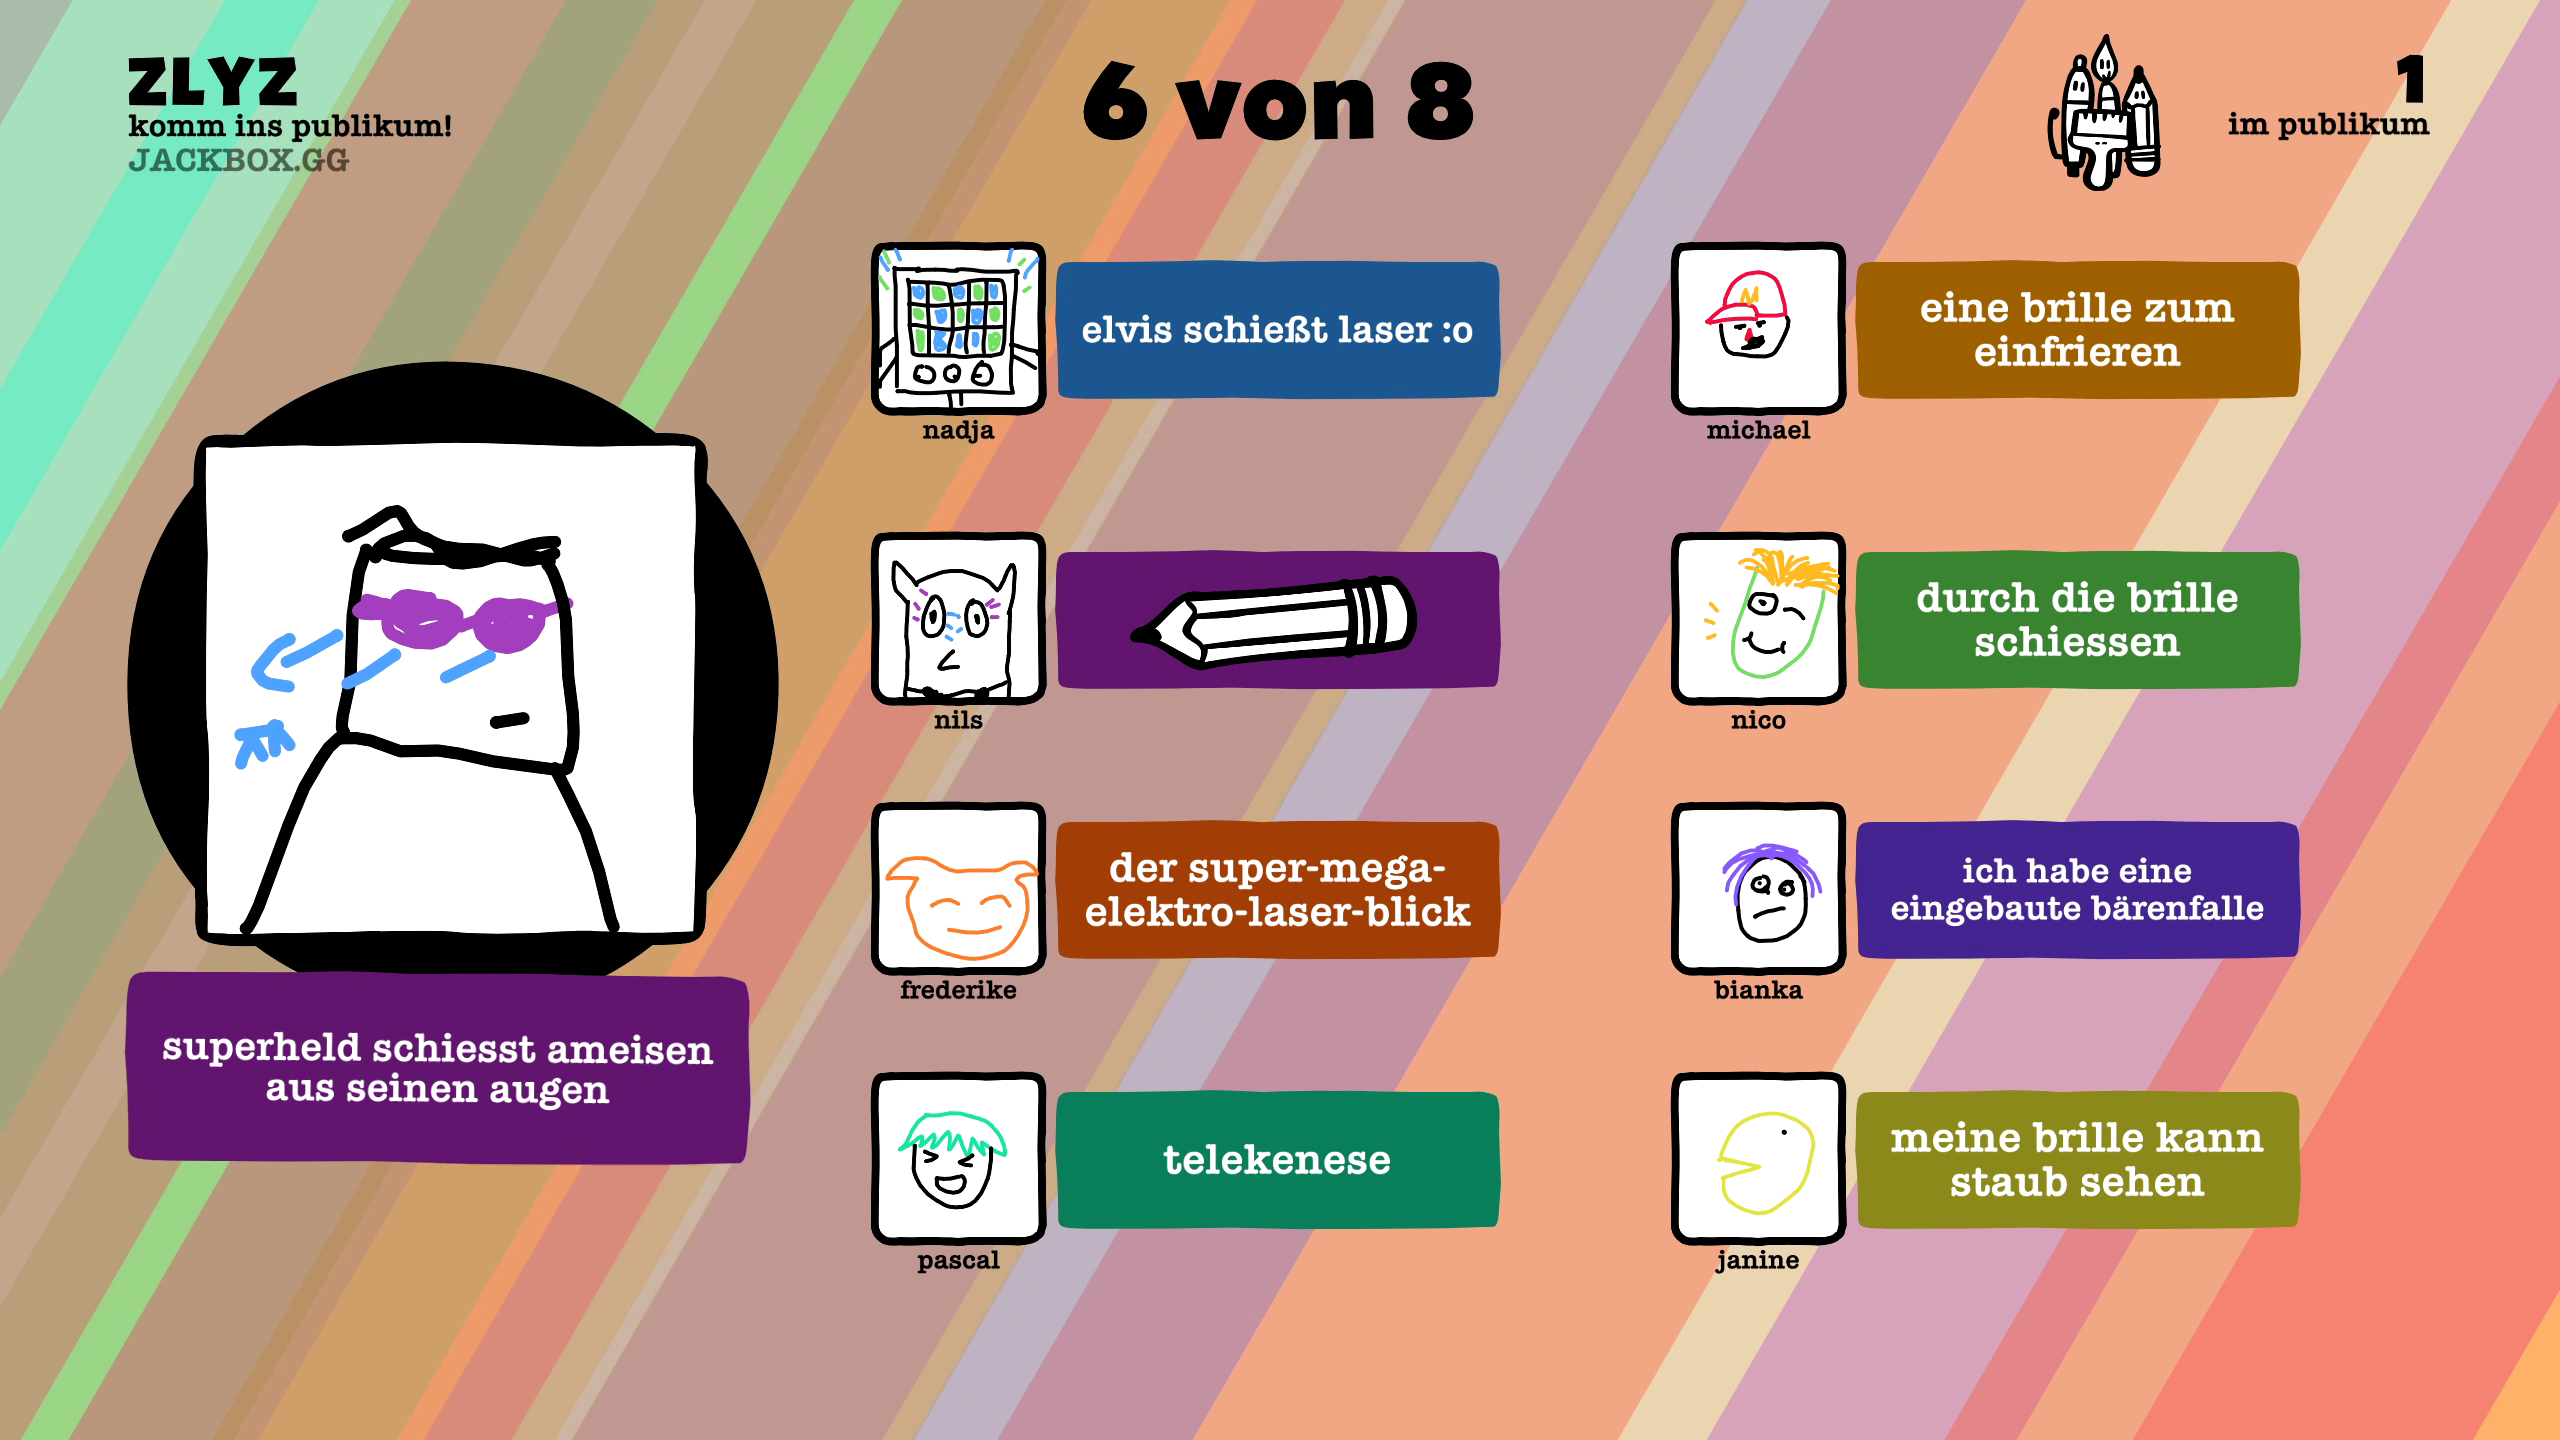 ZLYZ
komm ins publikum!
JACKBOX.GG
6 von 8
1
im publikum
superheld schiesst ameisen
aus seinen augen
elvis schießt laser :o
nadja
nils
der super-mega-
elektro-laser-blick
frederike
telekenese
pascal
M
eine brille zum
einfrieren
michael
durch die brille
schiessen
nico
ich habe eine
eingebaute bärenfalle
bianka
meine brille kann
staub sehen
janine